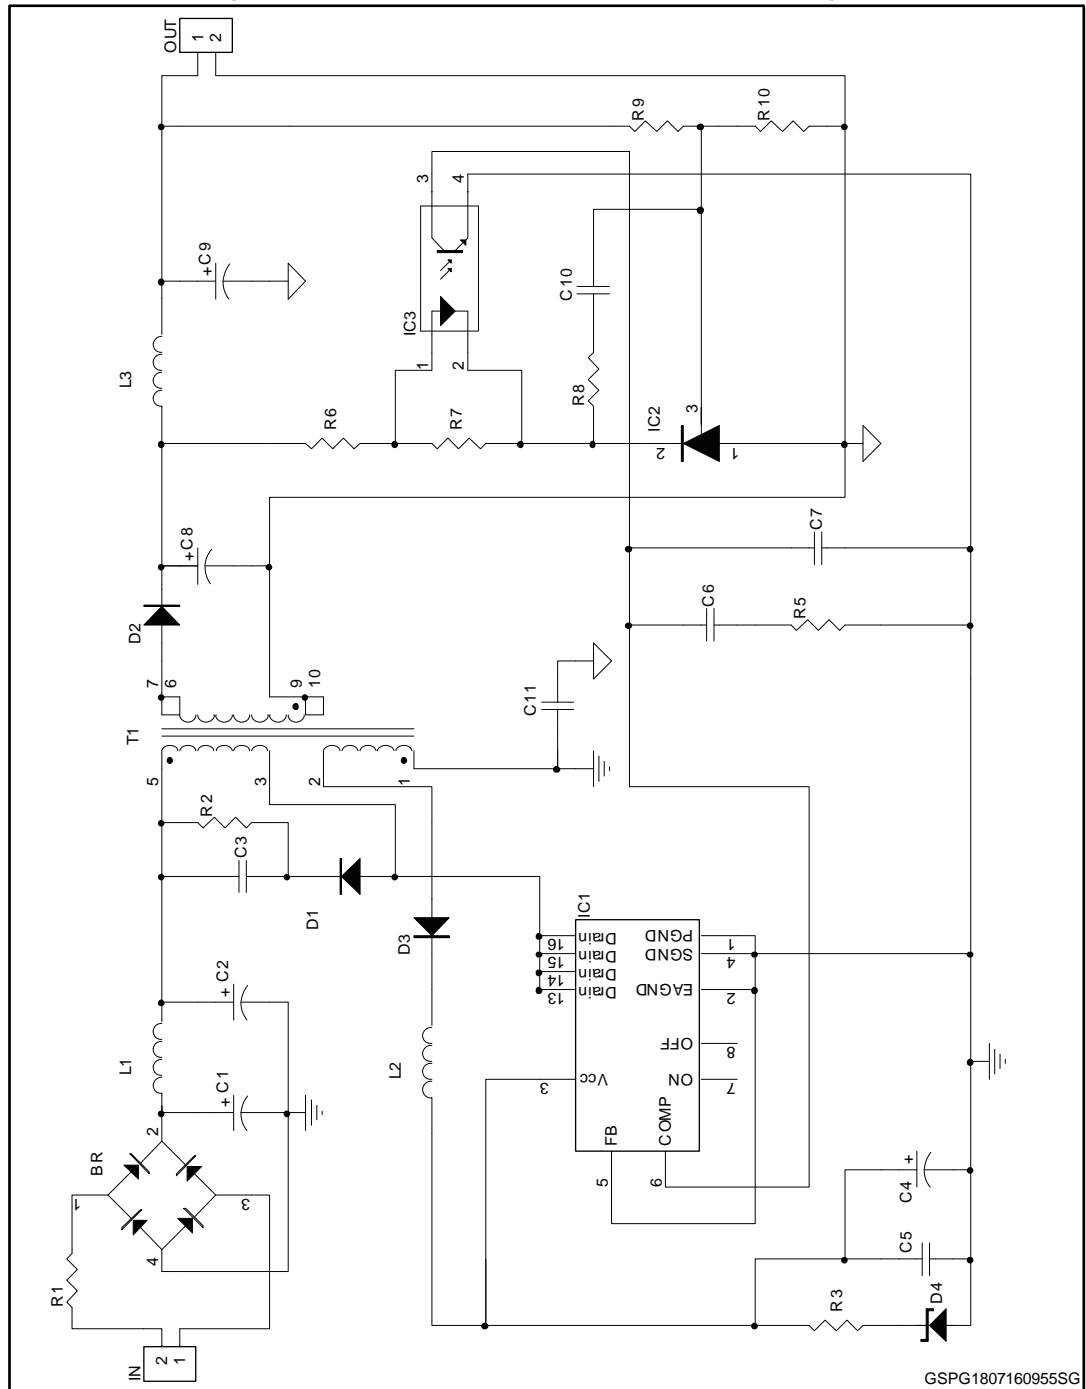 OUT
1
2
R9
R10
3
4
+
C9
IC3
C10
L3
1
2
R8
R6
R7
IC2
3
2
1
+
C8
C7
C6
R5
D2
7
6
9
10
C11
T1
5
3
2
1
R2
C3
D1
D3
IC1
Drain
16
Drain
15
Drain
14
Drain
13
PGND
1
SGND
4
EAGND
2
OFF
8
ON
7
Vcc
3
FB
5
COMP
6
+
C2
L1
L2
+
C1
2
BR
1
3
4
+
C4
C5
R1
R3
D4
IN
2
1
GSPG1807160955SG